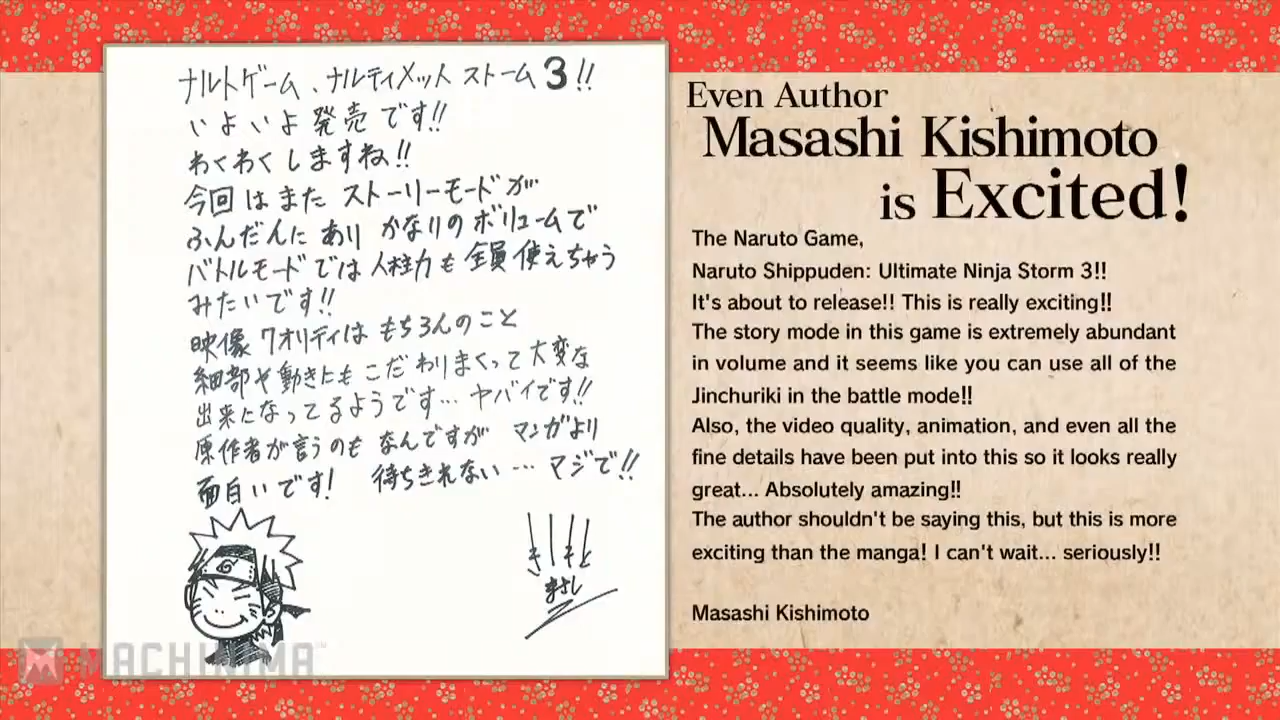 ナルトゲーム、ナルティメット ストーム3!!
いよいよ発売です!!
わくわくしますね!!
今回はまた ストーリーモードが
ふんだんに あり かなりの ボリュームで
バトルモードでは 人柱力も 全員 使えちゃう
みたいです!!
映像 クオリティは もちろんのこと
細部や動きにも こだわりまくって 大変な
出来になってるようです… ヤバイです!!
原作者が言うのも なんですが マンガより
面白いです! 待ちきれない… マジで!!
きしもと
まさし
Even Author
Masashi Kishimoto
is Excited!
The Naruto Game,
Naruto Shippuden: Ultimate Ninja Storm 3!!
It's about to release!! This is really exciting!!
The story mode in this game is extremely abundant
in volume and it seems like you can use all of the
Jinchuriki in the battle mode!!
Also, the video quality, animation, and even all the
fine details have been put into this so it looks really
great... Absolutely amazing!!
The author shouldn't be saying this, but this is more
exciting than the manga! I can't wait... seriously!!
Masashi Kishimoto
MACHINIMA™